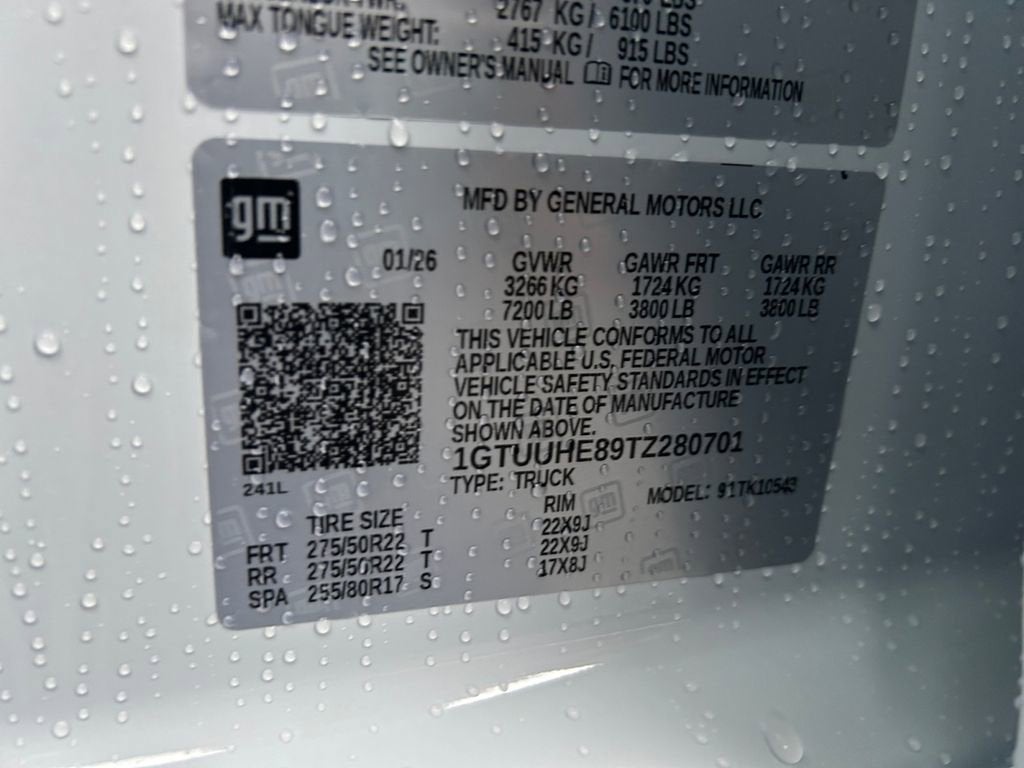 2767 KG/ 6100 LBS
MAX TONGUE WEIGHT: 415 KG/ 915 LBS
SEE OWNER'S MANUAL FOR MORE INFORMATION
gm
MFD BY GENERAL MOTORS LLC
01/26 GVWR GAWR FRT GAWR RR
3266 KG 1724 KG 1724 KG
7200 LB 3800 LB 3800 LB
THIS VEHICLE CONFORMS TO ALL
APPLICABLE U.S. FEDERAL MOTOR
VEHICLE SAFETY STANDARDS IN EFFECT
ON THE DATE OF MANUFACTURE
SHOWN ABOVE.
1GTUUHE89TZ280701
241L
TYPE: TRUCK MODEL: 91TK10543
TIRE SIZE RIM
FRT 275/50R22 T 22X9J
RR 275/50R22 T 22X9J
SPA 255/80R17 S 17X8J